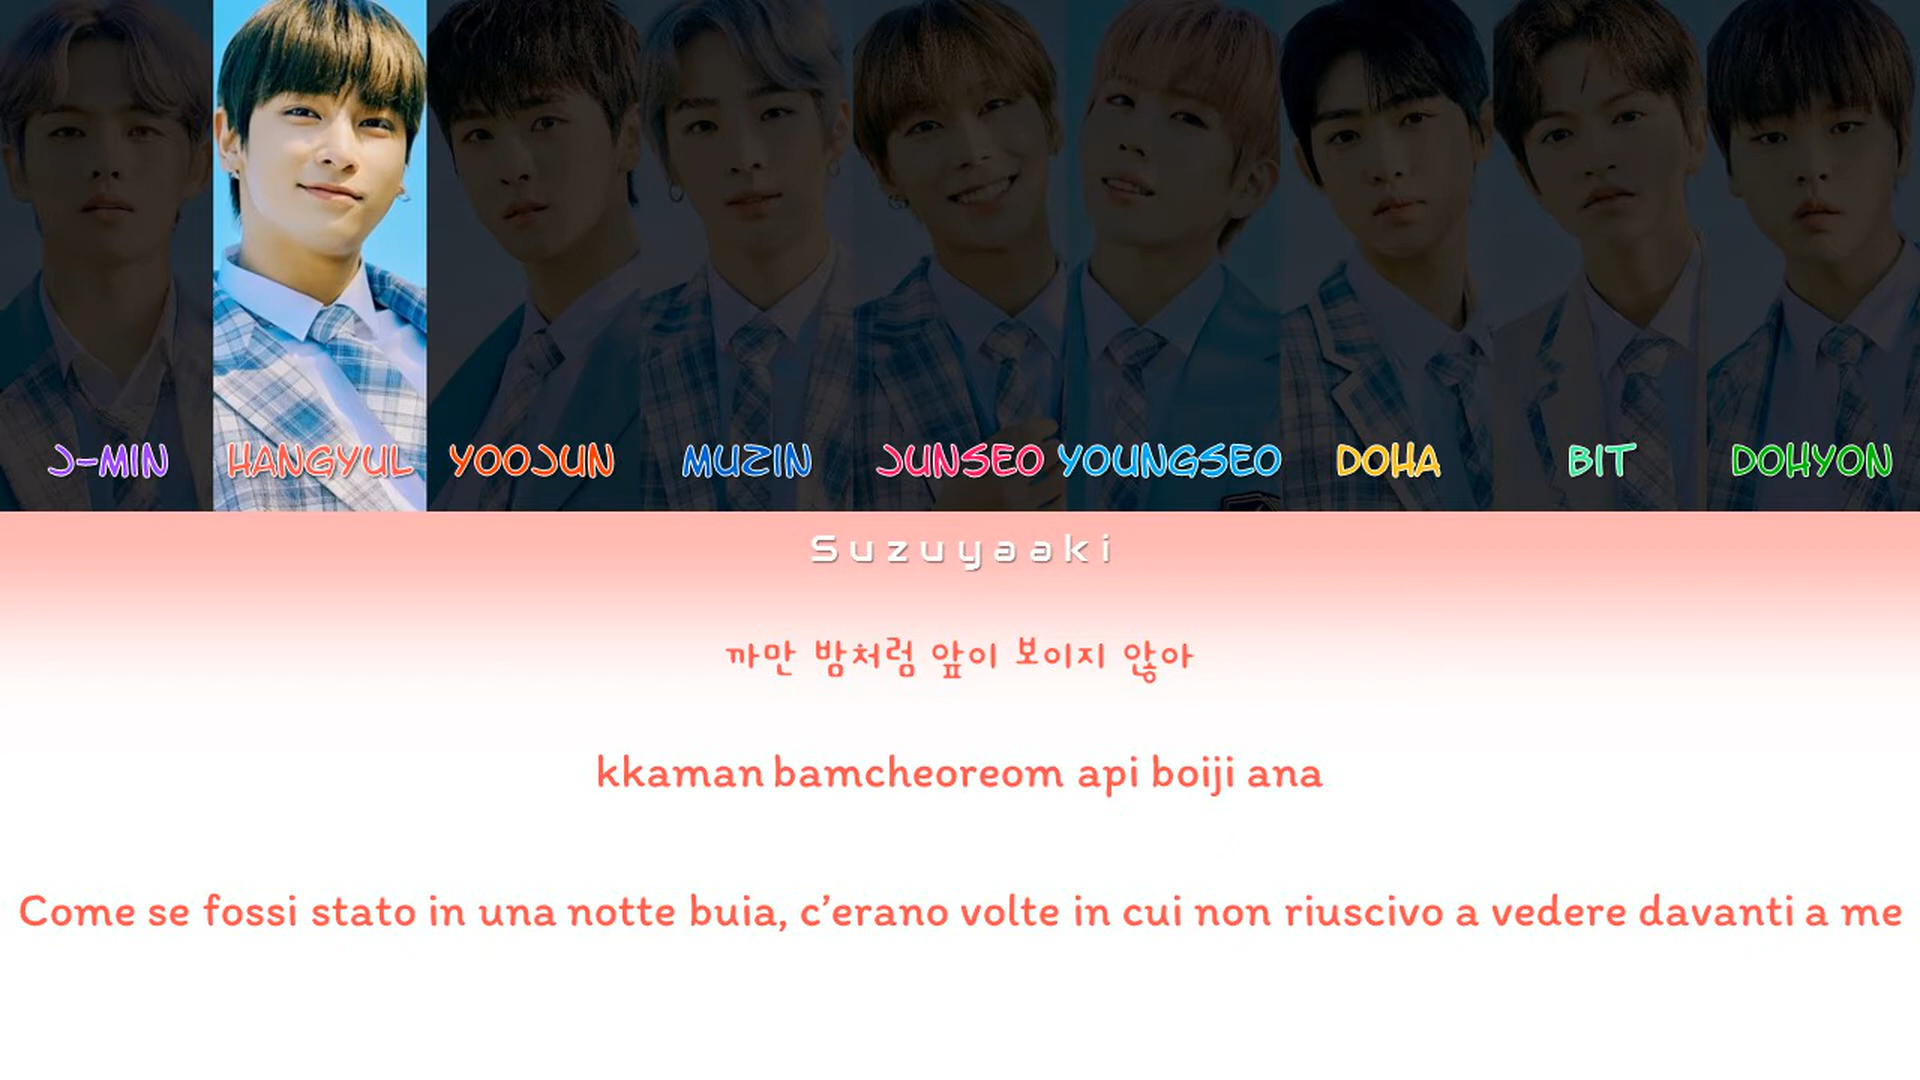 J-MIN HANGYUL YOOJUN MUZIN JUNSEO YOUNGSEO DOHA BIT DOHYON
Suzuyaaki
까만 밤처럼 앞이 보이지 않아
kkaman bamcheoreom api boiji ana
Come se fossi stato in una notte buia, c’erano volte in cui non riuscivo a vedere davanti a me